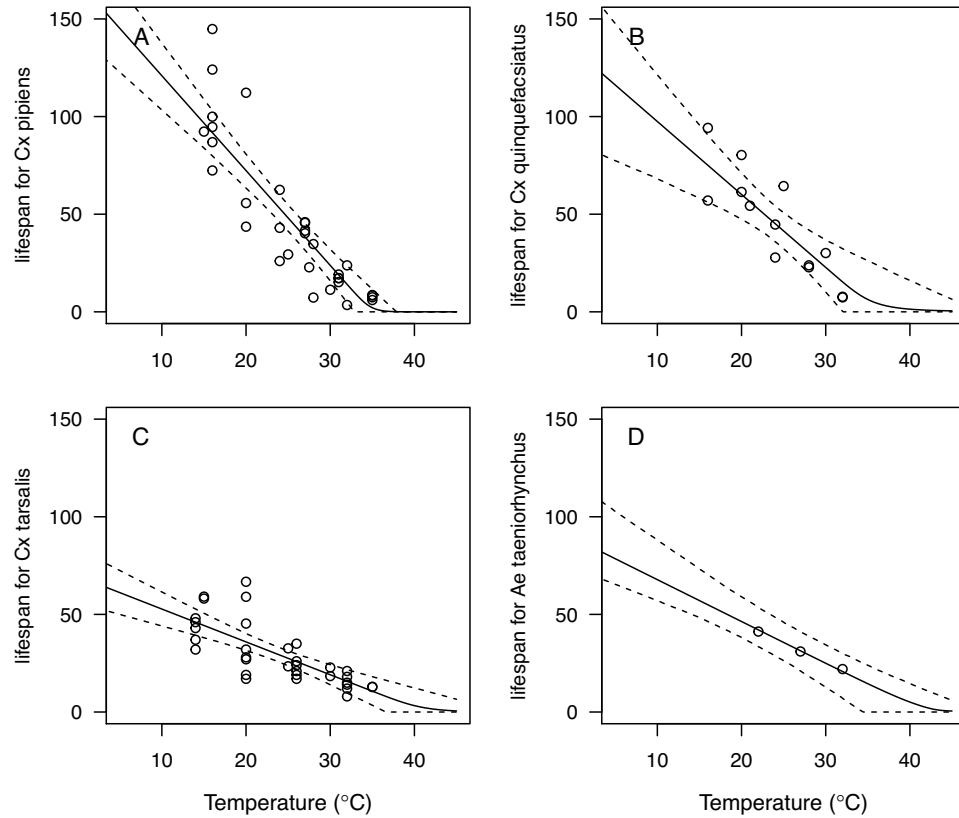 A
lifespan for Cx pipiens
150
100
50
0
10 20 30 40
B
lifespan for Cx quinquefacsiatus
150
100
50
0
10 20 30 40
C
lifespan for Cx tarsalis
150
100
50
0
10 20 30 40
Temperature (°C)
D
lifespan for Ae taeniorhynchus
150
100
50
0
10 20 30 40
Temperature (°C)